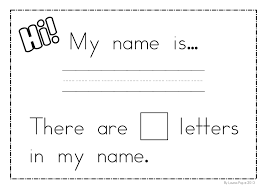 Hi!
My name is...
There are letters
in my name.